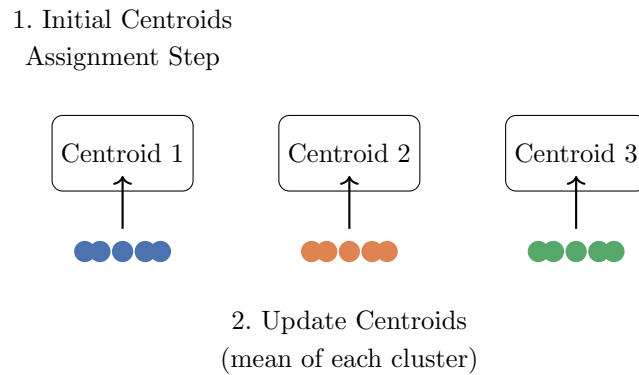 1. Initial Centroids
Assignment Step
Centroid 1
Centroid 2
Centroid 3
2. Update Centroids
(mean of each cluster)